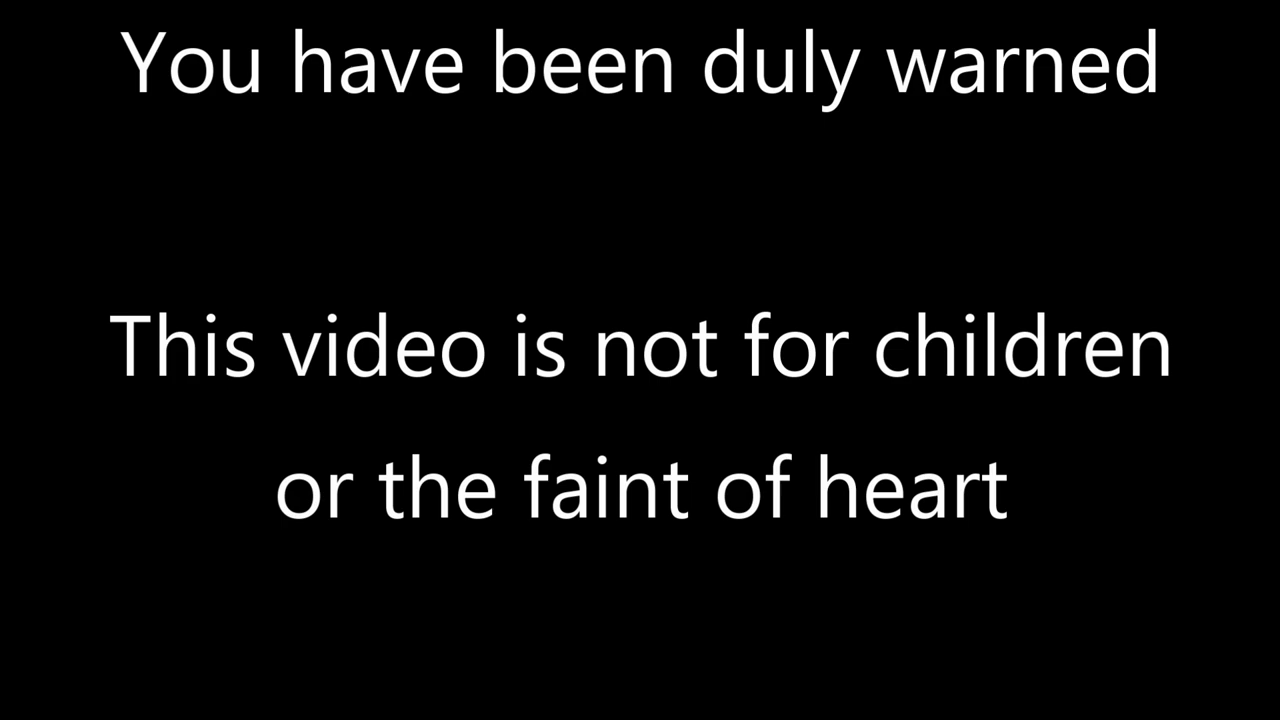 You have been duly warned
This video is not for children
or the faint of heart